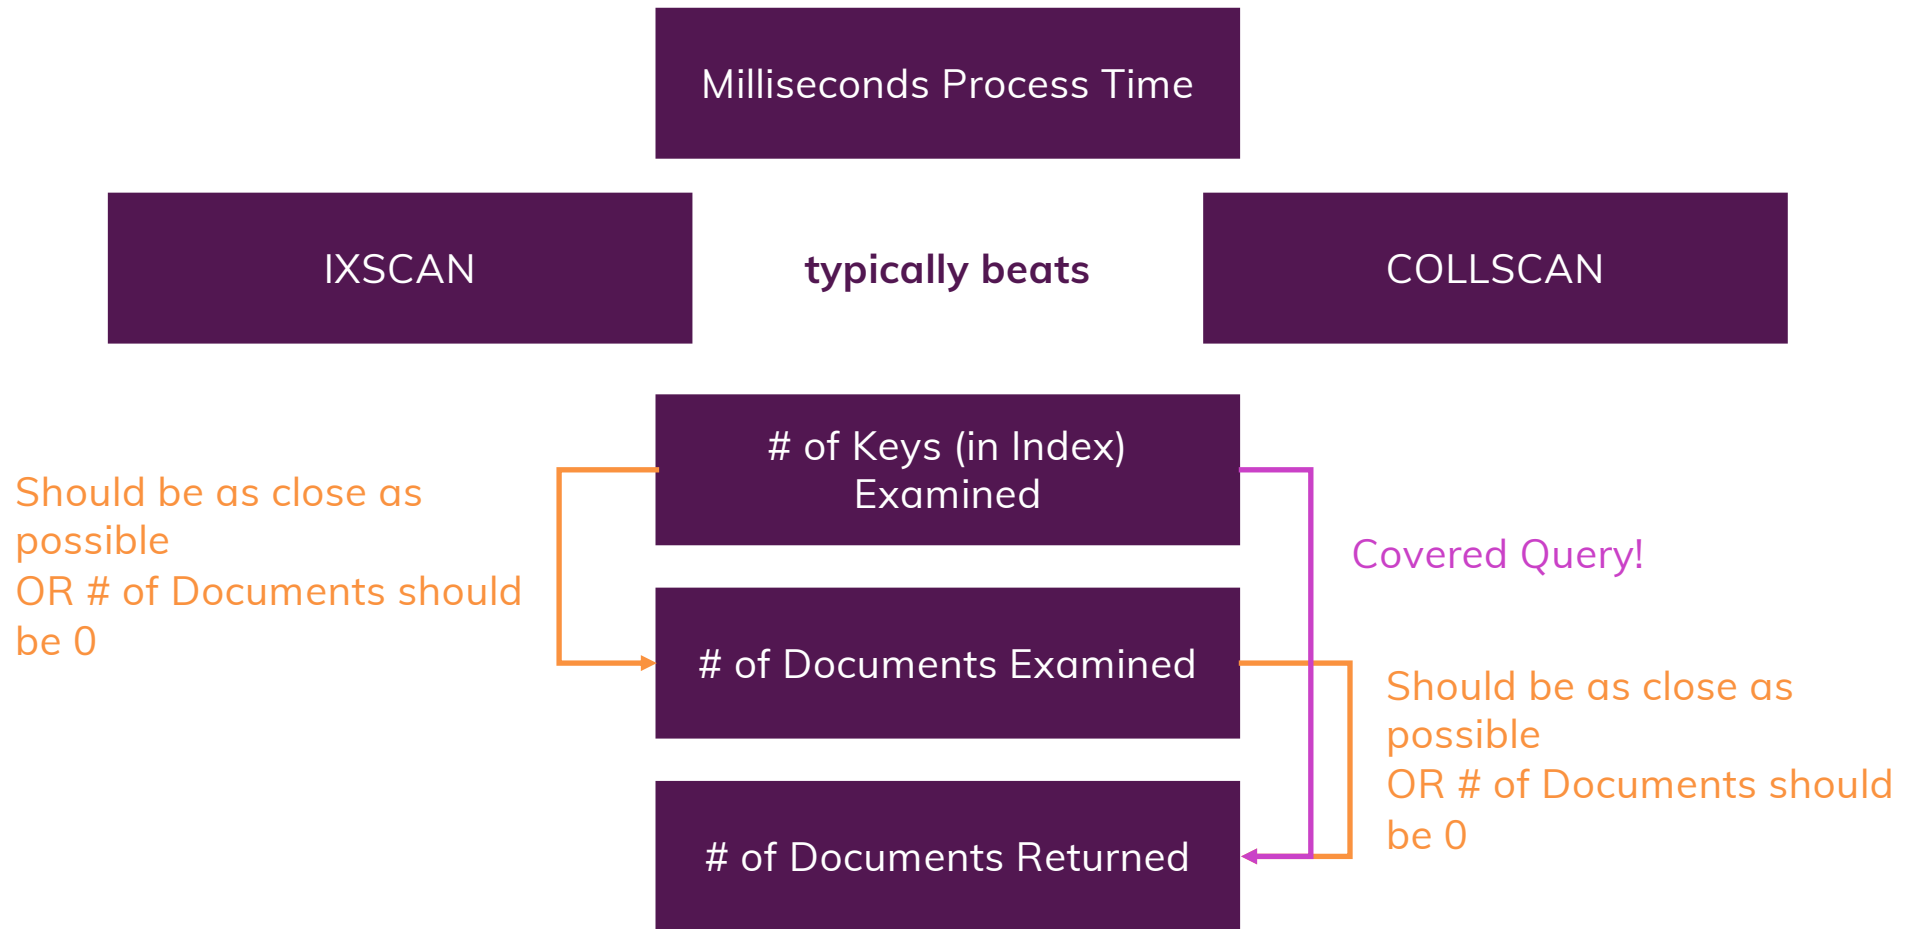 Milliseconds Process Time
IXSCAN
typically beats
COLLSCAN
# of Keys (in Index)
Examined
Should be as close as
possible
OR # of Documents should
be 0
Covered Query!
# of Documents Examined
Should be as close as
possible
OR # of Documents should
be 0
# of Documents Returned